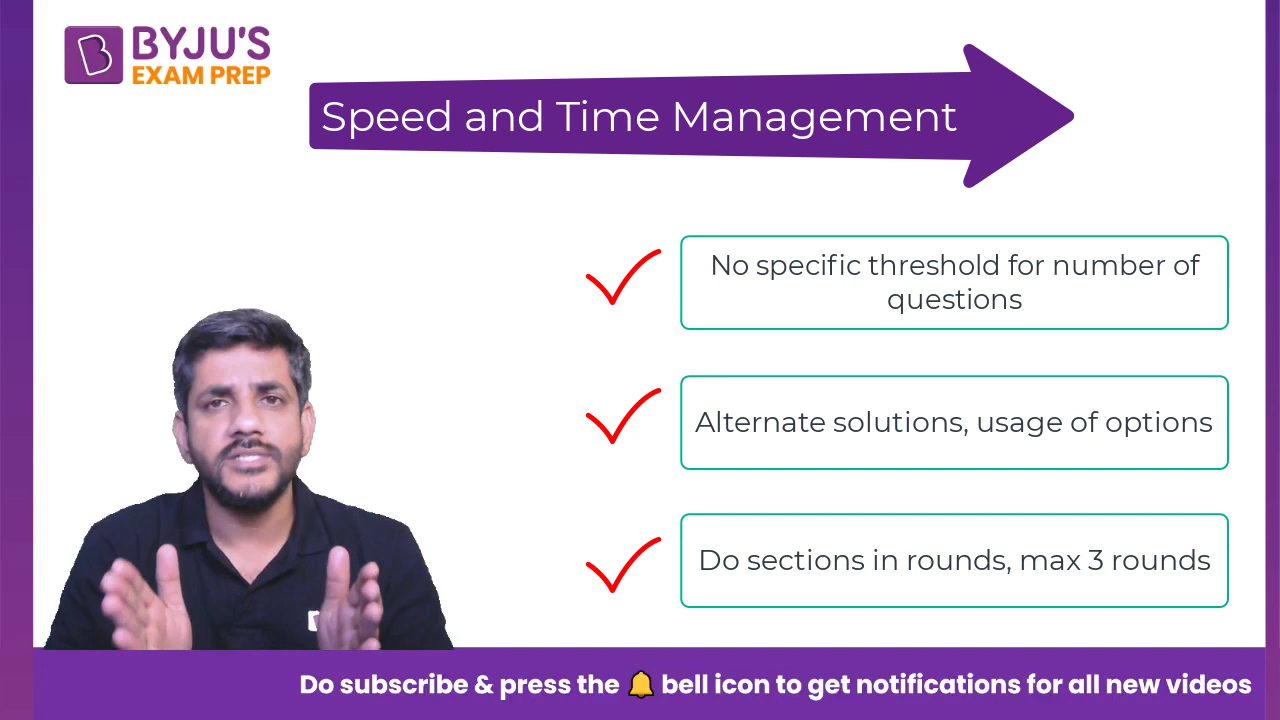 BYJU'S
EXAM PREP
Speed and Time Management
No specific threshold for number of
questions
Alternate solutions, usage of options
Do sections in rounds, max 3 rounds
Do subscribe & press the 🔔 bell icon to get notifications for all new videos